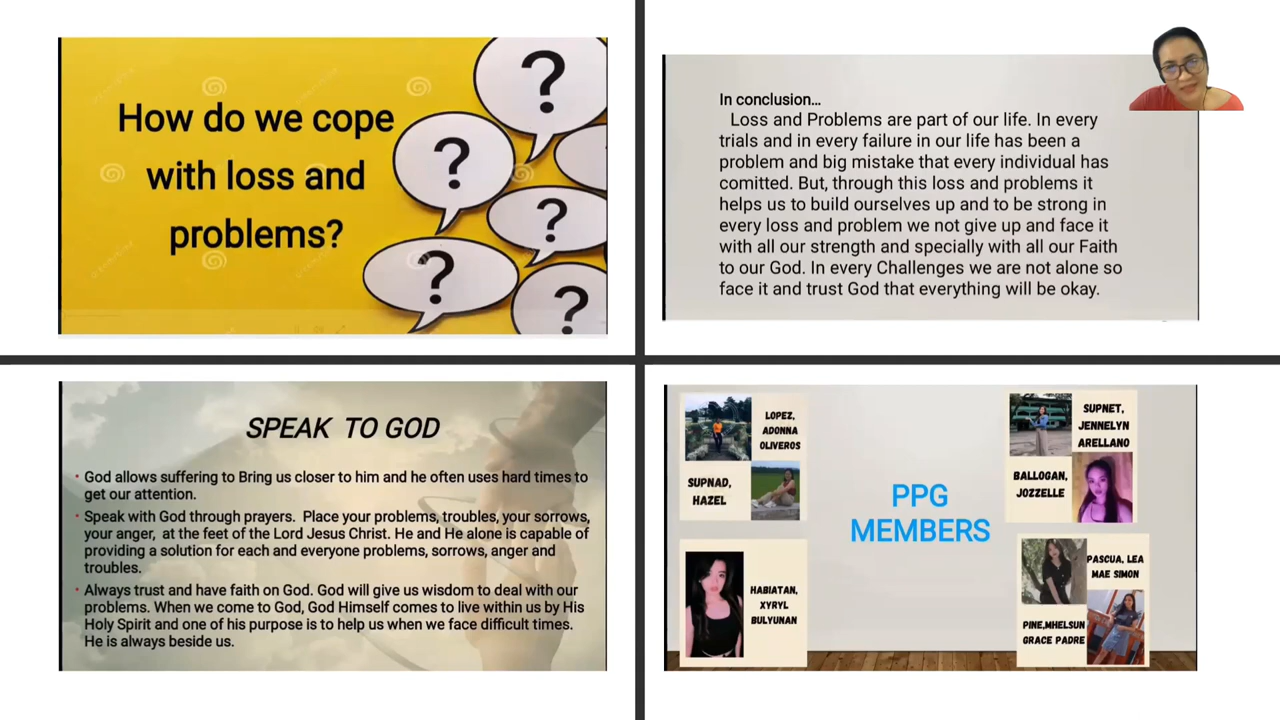 How do we cope
with loss and
problems?
?
?
?
?
?
In conclusion...
Loss and Problems are part of our life. In every
trials and in every failure in our life has been a
problem and big mistake that every individual has
comitted. But, through this loss and problems it
helps us to build ourselves up and to be strong in
every loss and problem we not give up and face it
with all our strength and specially with all our Faith
to our God. In every Challenges we are not alone so
face it and trust God that everything will be okay.
SPEAK TO GOD
• God allows suffering to Bring us closer to him and he often uses hard times to
get our attention.
• Speak with God through prayers. Place your problems, troubles, your sorrows,
your anger, at the feet of the Lord Jesus Christ. He and He alone is capable of
providing a solution for each and everyone problems, sorrows, anger and
troubles.
• Always trust and have faith on God. God will give us wisdom to deal with our
problems. When we come to God, God Himself comes to live within us by His
Holy Spirit and one of his purpose is to help us when we face difficult times.
He is always beside us.
LOPEZ,
ADONNA
OLIVEROS
SUPNAD,
HAZEL
HABIATAN,
XYRYL
BULYUNAN
PPG
MEMBERS
SUPNET,
JENNELYN
ARELLANO
BALLOGAN,
JOZZELLE
PASCUA, LEA
MAE SIMON
PINE,MHELSUN
GRACE PADRE